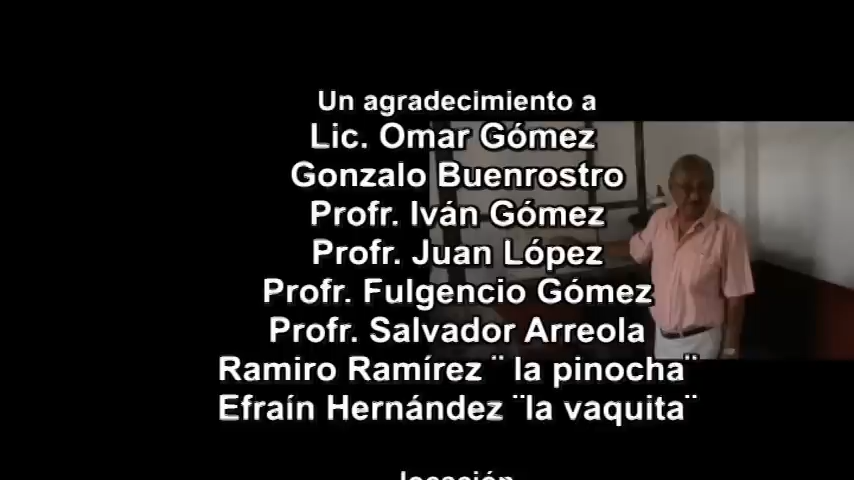 Un agradecimiento a
Lic. Omar Gómez
Gonzalo Buenrostro
Profr. Iván Gómez
Profr. Juan López
Profr. Fulgencio Gómez
Profr. Salvador Arreola
Ramiro Ramírez ¨ la pinocha¨
Efraín Hernández ¨la vaquita¨
locación